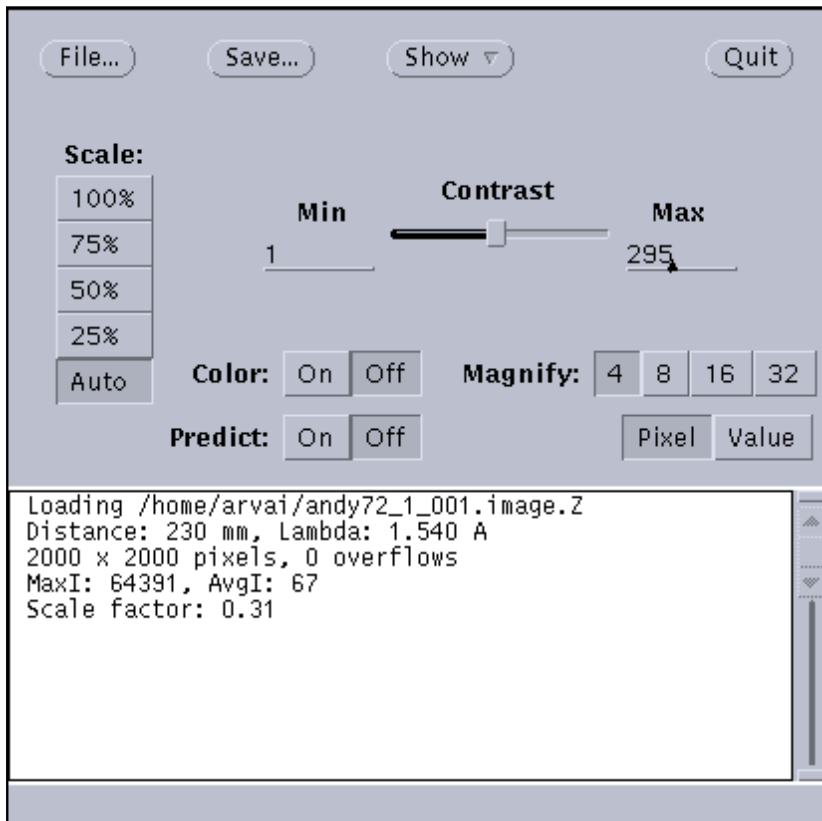 File... Save... Show Quit
Scale:
100%
75%
50%
25%
Auto
Min Contrast Max
1 295
Color: On Off Magnify: 4 8 16 32
Predict: On Off Pixel Value
Loading /home/arvai/andy72_1_001.image.Z
Distance: 230 mm, Lambda: 1.540 A
2000 x 2000 pixels, 0 overflows
MaxI: 64391, AvgI: 67
Scale factor: 0.31